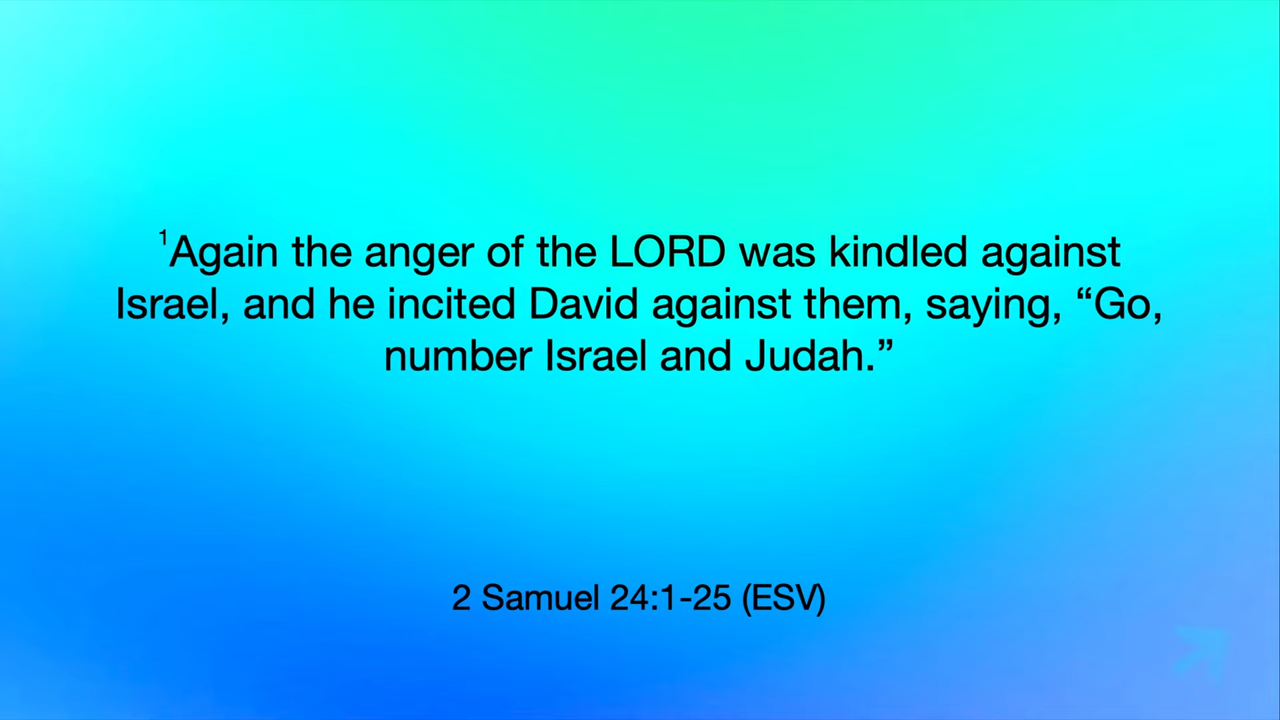 ¹Again the anger of the LORD was kindled against
Israel, and he incited David against them, saying, “Go,
number Israel and Judah.”
2 Samuel 24:1-25 (ESV)